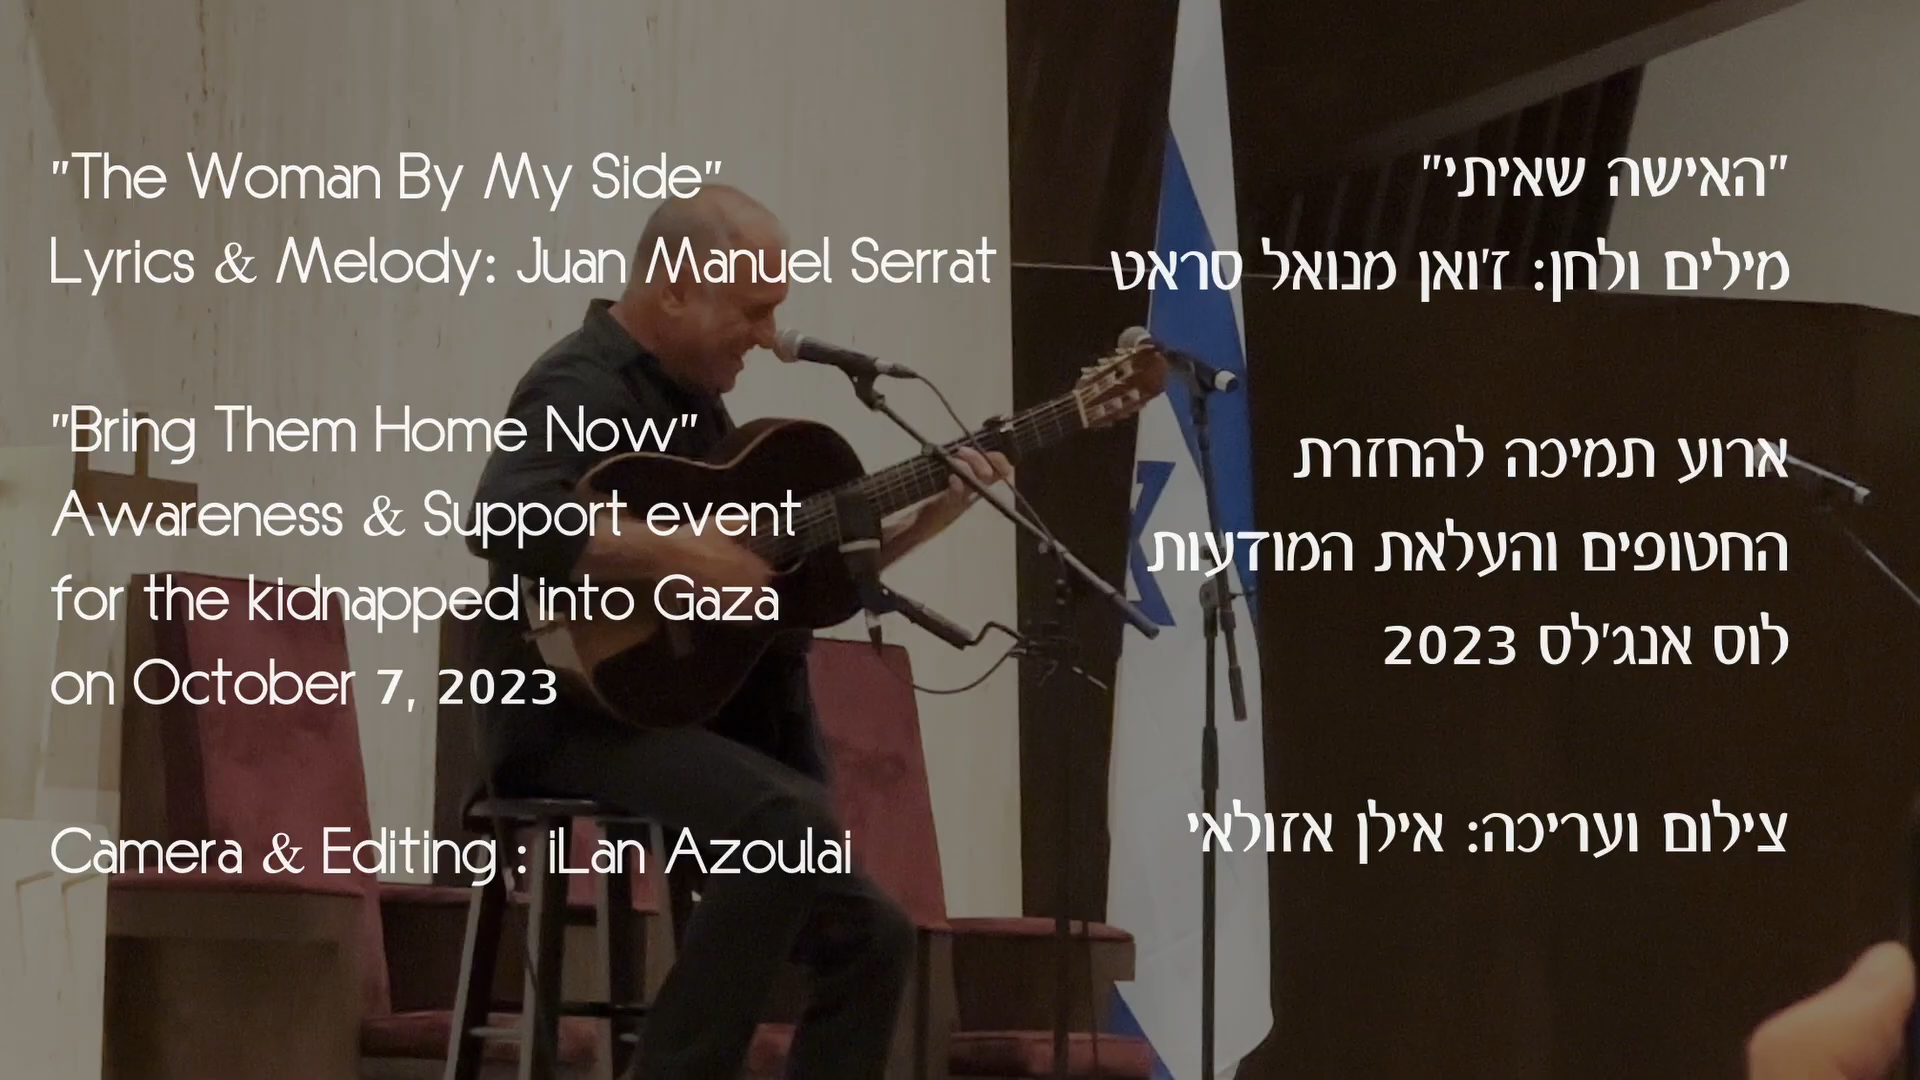 "The Woman By My Side"
Lyrics & Melody: Juan Manuel Serrat
"Bring Them Home Now"
Awareness & Support event
for the kidnapped into Gaza
on October 7, 2023
Camera & Editing : iLan Azoulai
"האישה שאיתי"
מילים ולחן: ז'ואן מנואל סראט
ארוע תמיכה להחזרת
החטופים והעלאת המודעות
לוס אנג'לס 2023
צילום ועריכה: אילן אזולאי